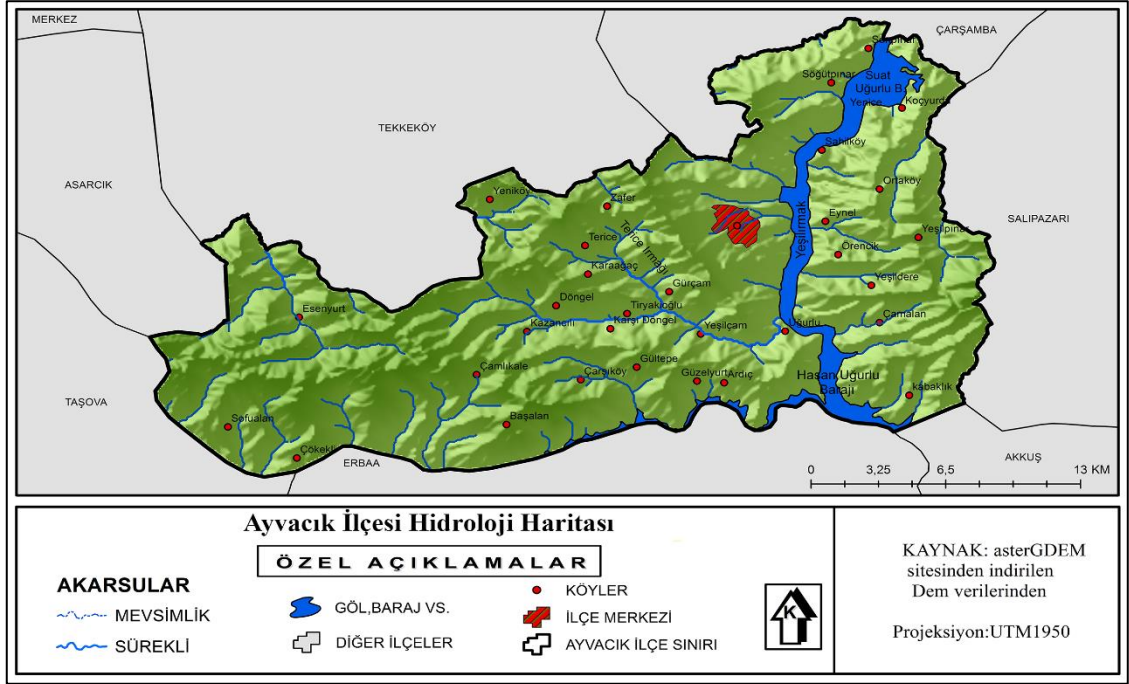 MERKEZ
ÇARŞAMBA
TEKKEKÖY
ASARCIK
SALIPAZARI
TAŞOVA
ERBAA
AKKUŞ
Söğütpınar
Suat
Uğurlu B.
Yenice
Koçyurdu
Sahilköy
Ortaköy
Yeniköy
Zafer
Eynel
Yeşilpınar
Terice
Terice Irmağı
Yeşilırmak
Örencik
Karaağaç
Yeşildere
Gürçam
Döngel
Tiryakioğlu
Esenyurt
Kazancılı
Karşı Döngel
Yeşilçam
Uğurlu
Çamalan
Gültepe
Çamlıkale
Çarşıköy
Güzelyurt
Ardıç
Hasan Uğurlu
Barajı
kabaklık
Sofualan
Başalan
Çökekli
0 3,25 6,5 13 KM
Ayvacık İlçesi Hidroloji Haritası
ÖZEL AÇIKLAMALAR
AKARSULAR
MEVSİMLİK
SÜREKLİ
GÖL,BARAJ VS.
DİĞER İLÇELER
KÖYLER
İLÇE MERKEZİ
AYVACIK İLÇE SINIRI
K
KAYNAK: asterGDEM
sitesinden indirilen
Dem verilerinden
Projeksiyon:UTM1950